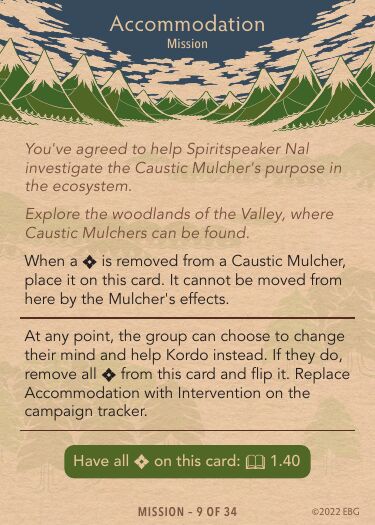 Accommodation
Mission
You've agreed to help Spiritspeaker Nal
investigate the Caustic Mulcher's purpose in
the ecosystem.
Explore the woodlands of the Valley, where
Caustic Mulchers can be found.
When a is removed from a Caustic Mulcher,
place it on this card. It cannot be moved from
here by the Mulcher's effects.
At any point, the group can choose to change
their mind and help Kordo instead. If they do,
remove all from this card and flip it. Replace
Accommodation with Intervention on the
campaign tracker.
Have all on this card: 1.40
MISSION - 9 OF 34
©2022 EBG